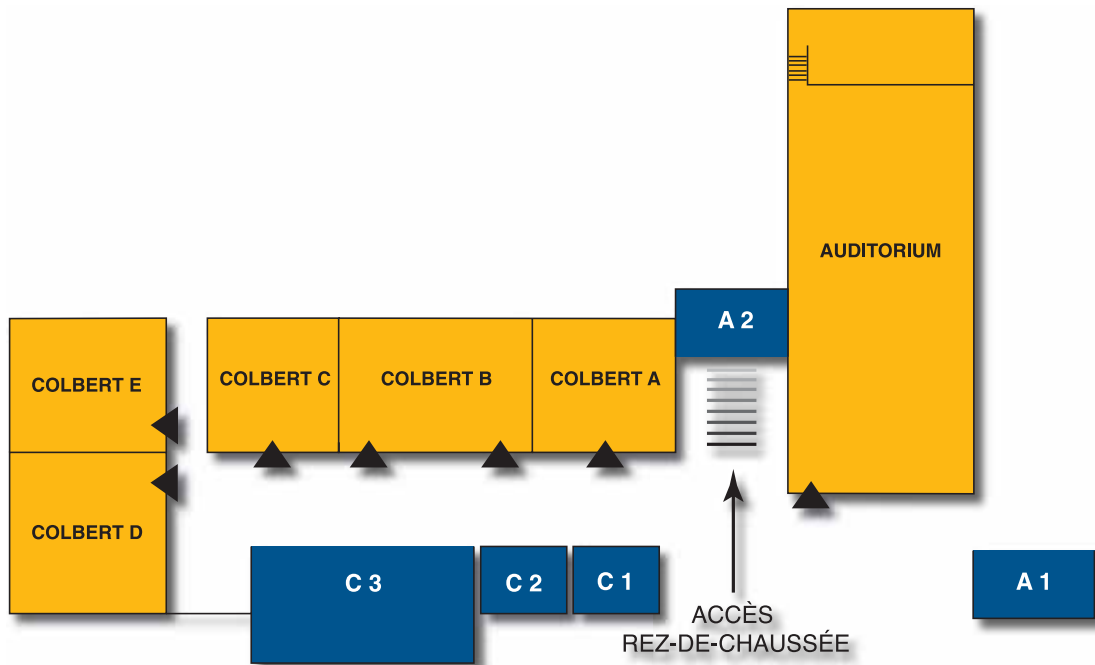 AUDITORIUM
A 2
COLBERT E
COLBERT C
COLBERT B
COLBERT A
COLBERT D
C 3
C 2
C 1
A 1
ACCÈS
REZ-DE-CHAUSSÉE